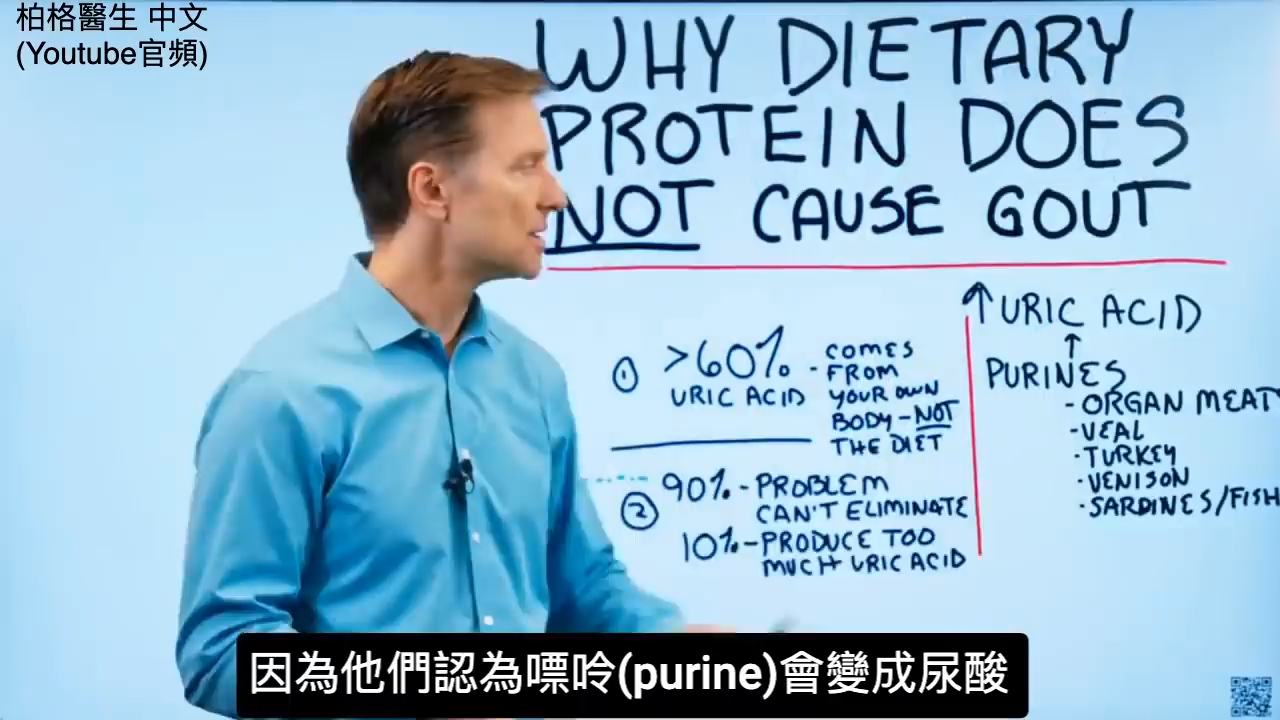 柏格醫生 中文
(Youtube官頻)
WHY DIETARY
PROTEIN DOES
NOT CAUSE GOUT
① >60% - COMES
FROM
URIC ACID
YOUR OWN
BODY-NOT
THE DIET
② 90% - PROBLEM
CAN'T ELIMINATE
10% - PRODUCE TOO
MUCH URIC ACID
↑ URIC ACID
↑
PURINES
- ORGAN MEAT
- VEAL
· TURKEY
· VENISON
· SARDINES/FISH
因為他們認為嘌呤(purine)會變成尿酸